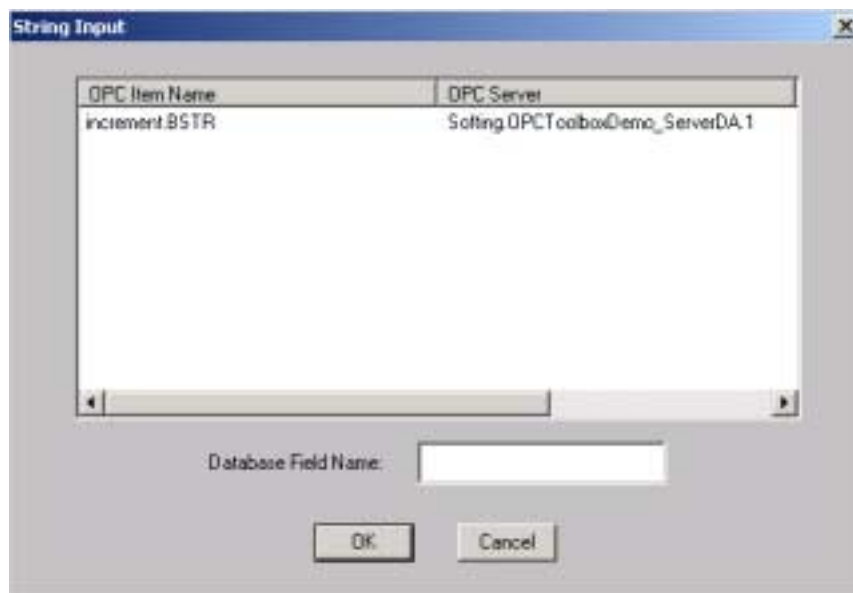 String Input
OPC Item Name OPC Server
increment.BSTR Softing.OPCToolboxDemo_ServerDA.1
Database Field Name:
OK Cancel